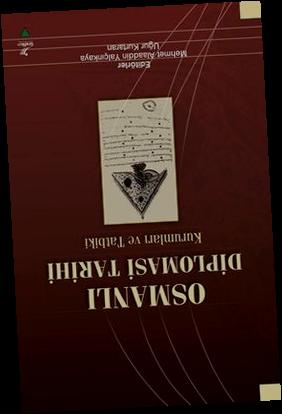 Editörler
Mehmet Alaaddin Yalçınkaya
Uğur Kurtaran
OSMANLI
DİPLOMASİ TARİHİ
Kurumları ve Tatbiki